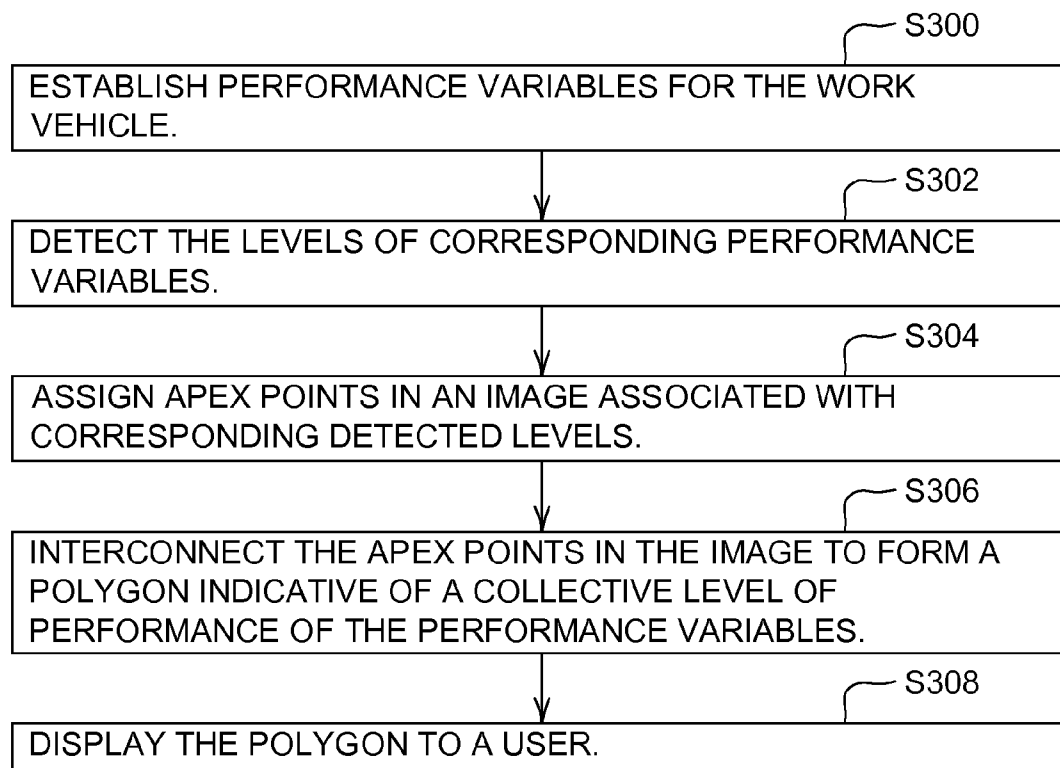 S300
ESTABLISH PERFORMANCE VARIABLES FOR THE WORK
VEHICLE.
S302
DETECT THE LEVELS OF CORRESPONDING PERFORMANCE
VARIABLES.
S304
ASSIGN APEX POINTS IN AN IMAGE ASSOCIATED WITH
CORRESPONDING DETECTED LEVELS.
S306
INTERCONNECT THE APEX POINTS IN THE IMAGE TO FORM A
POLYGON INDICATIVE OF A COLLECTIVE LEVEL OF
PERFORMANCE OF THE PERFORMANCE VARIABLES.
S308
DISPLAY THE POLYGON TO A USER.